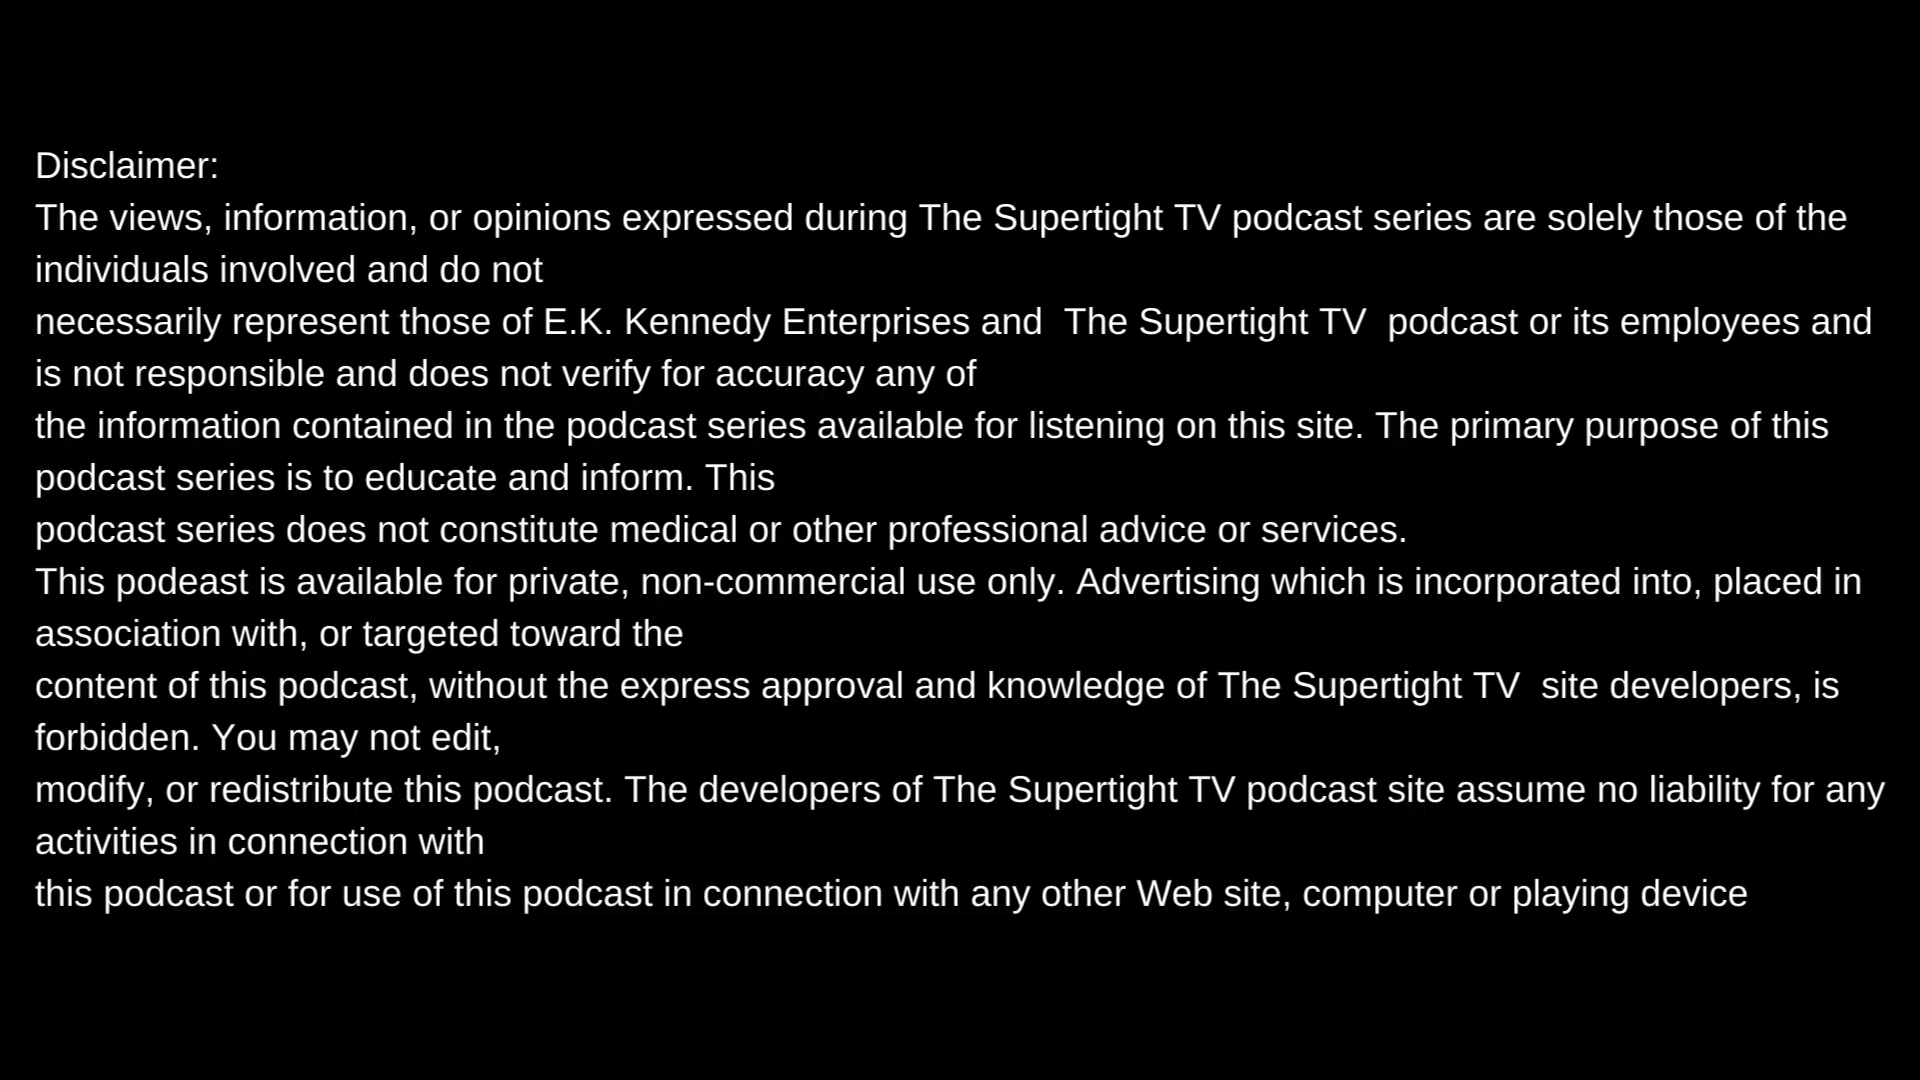 Disclaimer:
The views, information, or opinions expressed during The Supertight TV podcast series are solely those of the
individuals involved and do not
necessarily represent those of E.K. Kennedy Enterprises and  The Supertight TV  podcast or its employees and
is not responsible and does not verify for accuracy any of
the information contained in the podcast series available for listening on this site. The primary purpose of this
podcast series is to educate and inform. This
podcast series does not constitute medical or other professional advice or services.
This podeast is available for private, non-commercial use only. Advertising which is incorporated into, placed in
association with, or targeted toward the
content of this podcast, without the express approval and knowledge of The Supertight TV  site developers, is
forbidden. You may not edit,
modify, or redistribute this podcast. The developers of The Supertight TV podcast site assume no liability for any
activities in connection with
this podcast or for use of this podcast in connection with any other Web site, computer or playing device